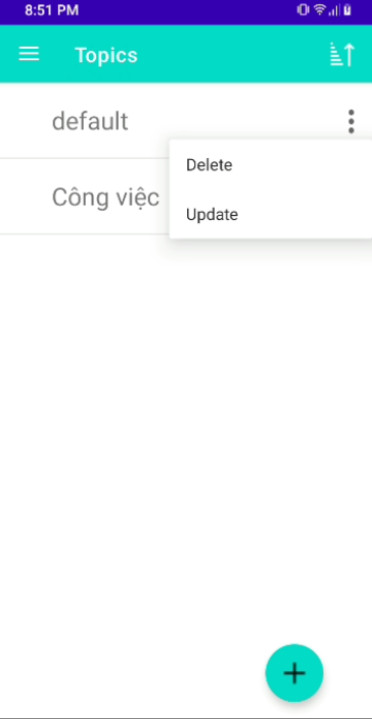 8:51 PM
Topics
default
Delete
Công việc
Update